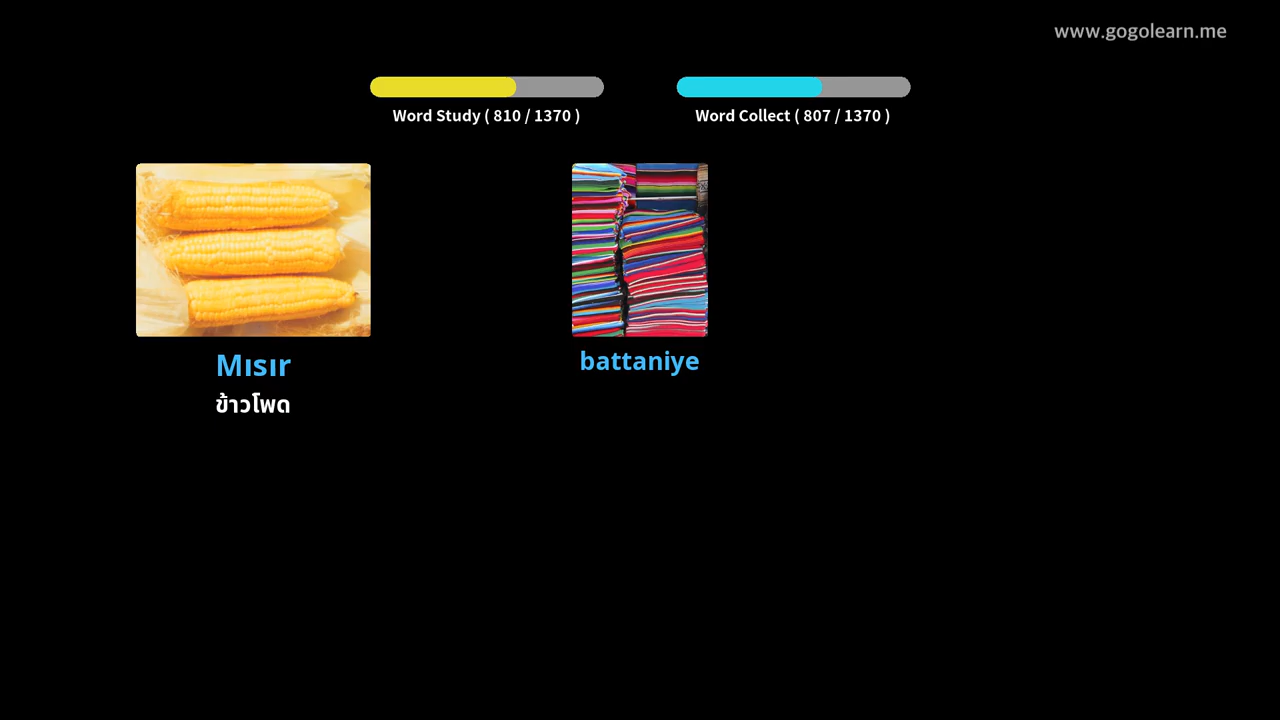 www.gogolearn.me
Word Study ( 810 / 1370 )
Word Collect ( 807 / 1370 )
Mısır
ข้าวโพด
battaniye